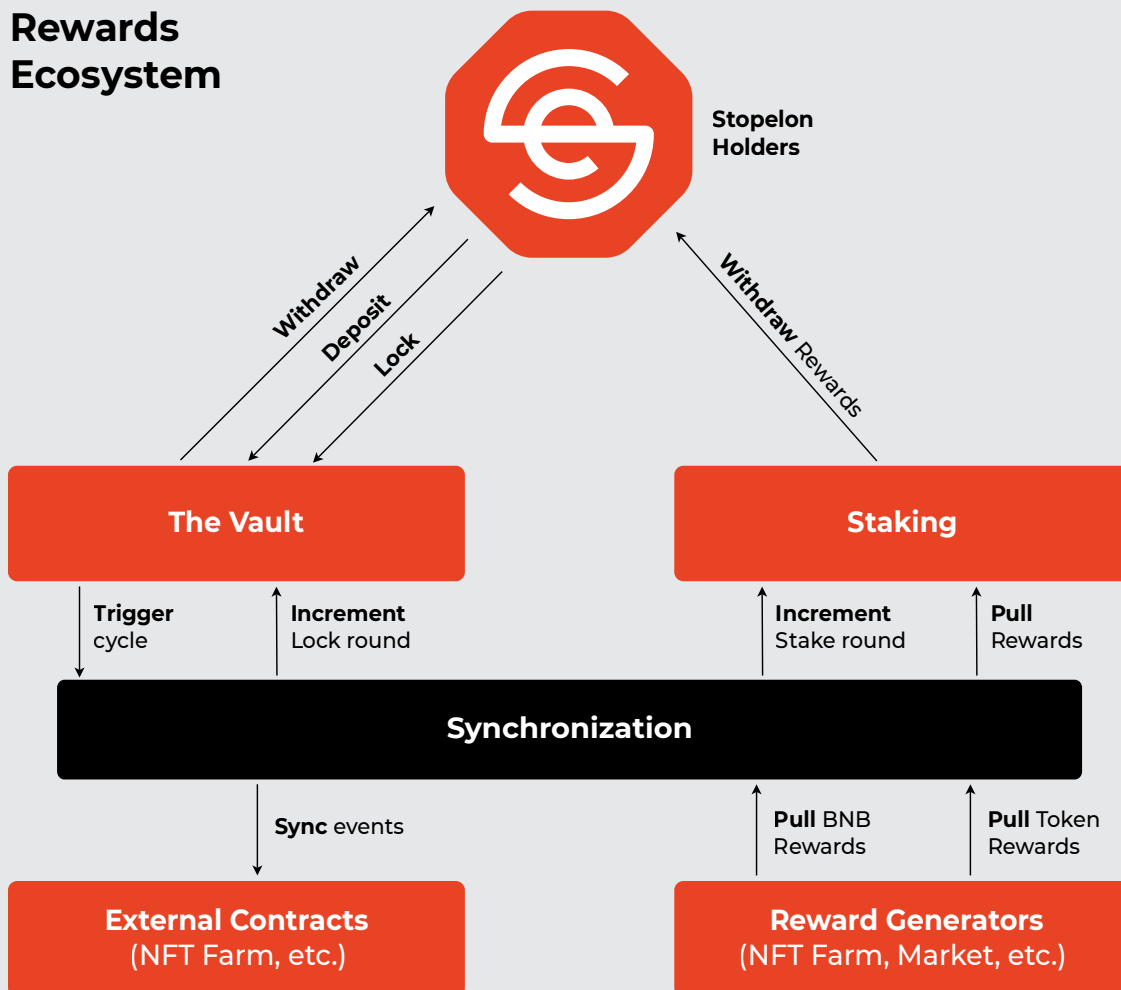 Rewards
Ecosystem
Stopelon
Holders
Withdraw
Deposit
Lock
Withdraw Rewards
The Vault
Staking
Trigger
cycle
Increment
Lock round
Increment
Stake round
Pull
Rewards
Synchronization
Sync events
Pull BNB
Rewards
Pull Token
Rewards
External Contracts
(NFT Farm, etc.)
Reward Generators
(NFT Farm, Market, etc.)